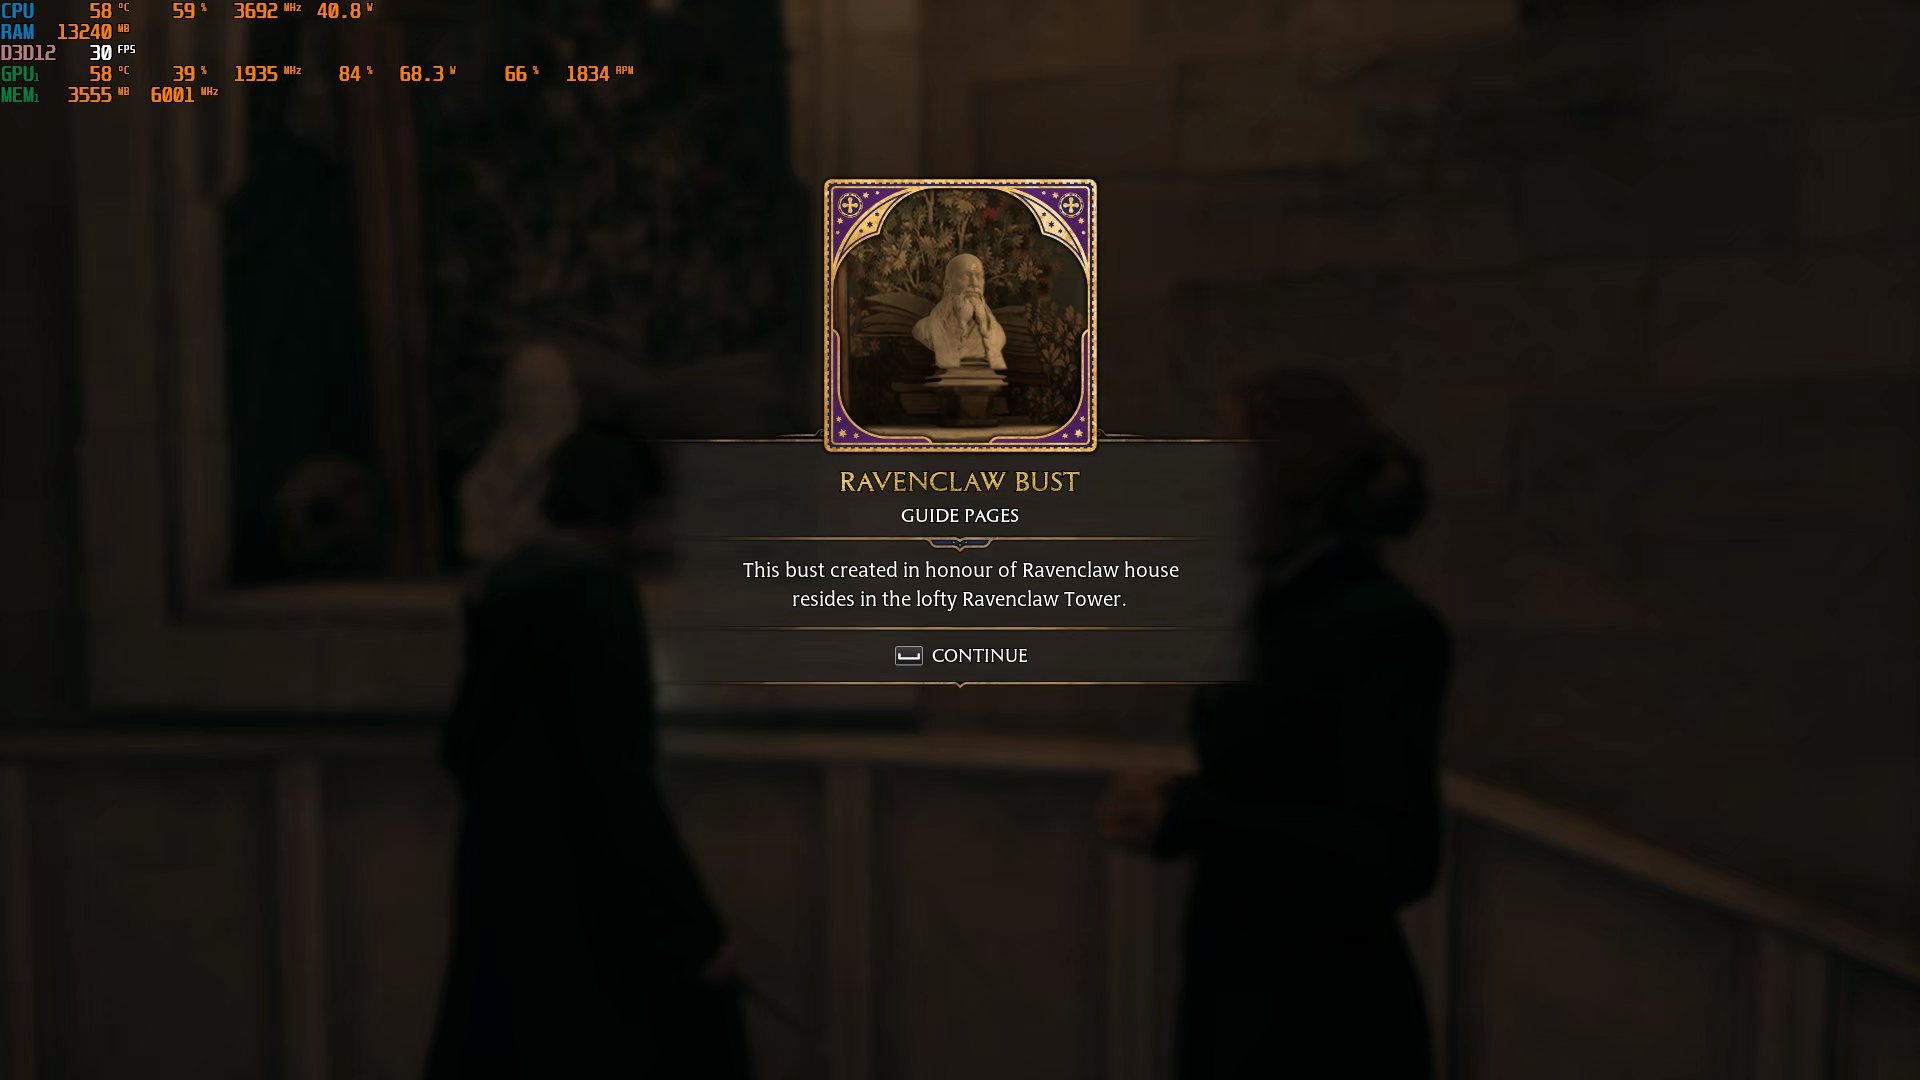 CPU 58 °C 59 % 3692 MHz 40.8 W
RAM 13240 MB
D3D12 30 FPS
GPU1 58 °C 39 % 1935 MHz 84 % 68.3 W 66 % 1834 RPM
MEM1 3555 MB 6001 MHz
RAVENCLAW BUST
GUIDE PAGES
This bust created in honour of Ravenclaw house
resides in the lofty Ravenclaw Tower.
CONTINUE